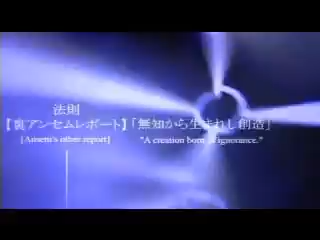 法則
【裏アンセムレポート】「無知から生まれし創造」
[Ansem's other report] "A creation born ignorance."